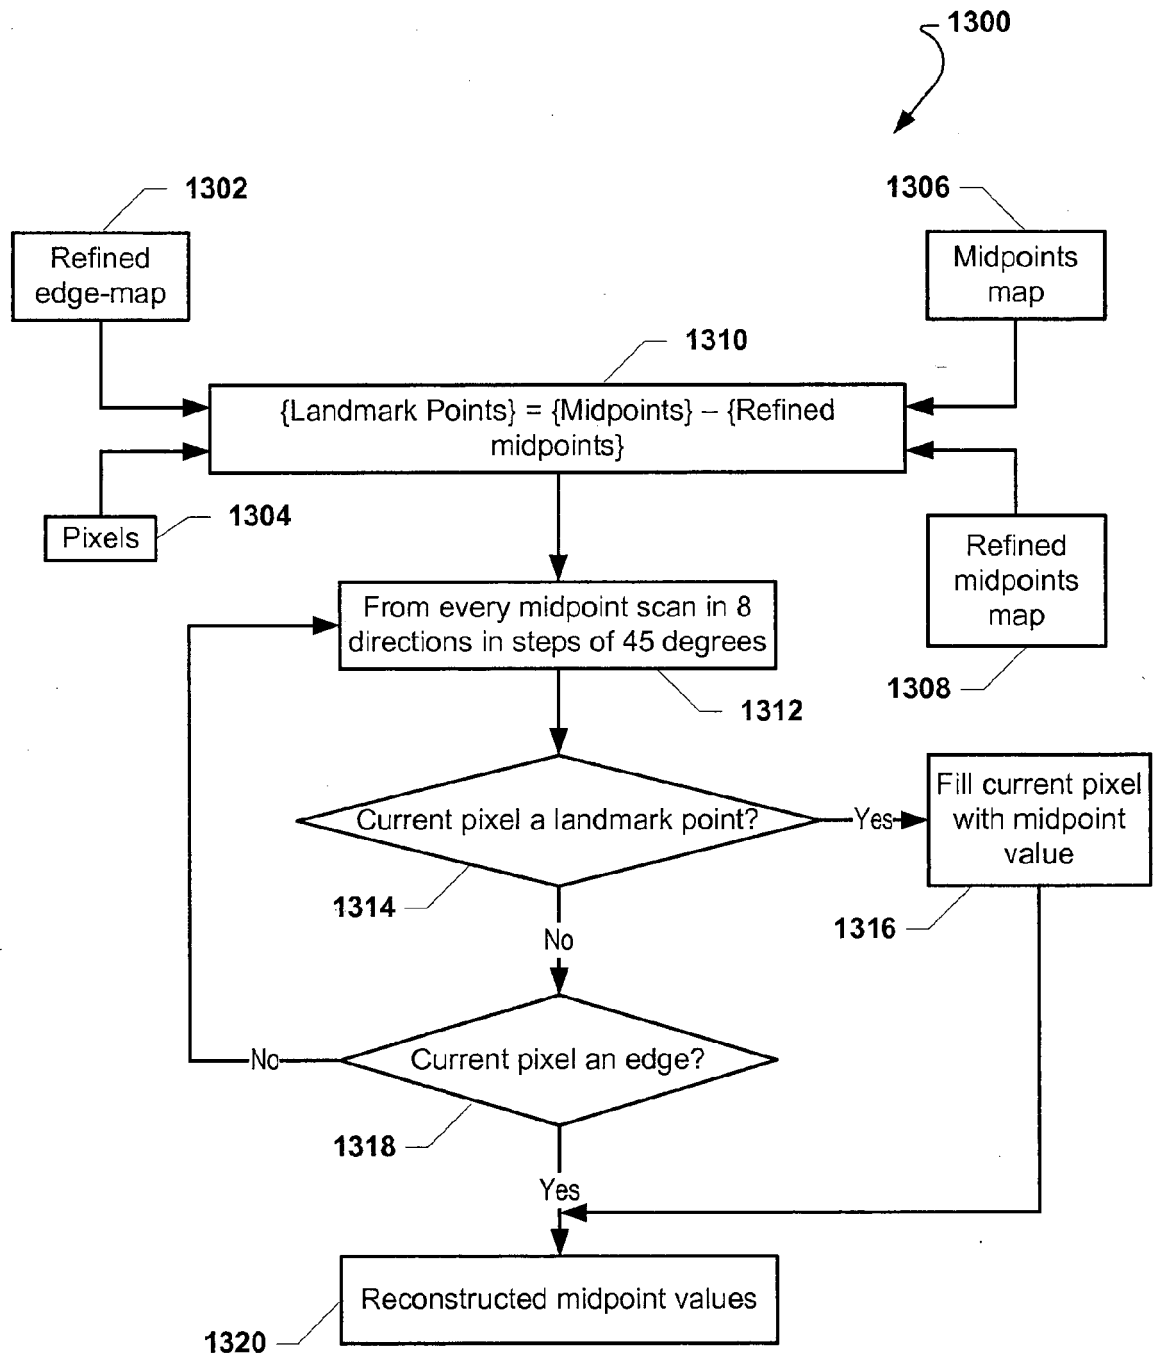 1300
1302
1306
Refined
edge-map
Midpoints
map
1310
{Landmark Points} = {Midpoints} – {Refined
midpoints}
1304
Pixels
Refined
midpoints
map
1308
From every midpoint scan in 8
directions in steps of 45 degrees
1312
Current pixel a landmark point?
Yes
Fill current pixel
with midpoint
value
1314
1316
No
Current pixel an edge?
No
1318
Yes
Reconstructed midpoint values
1320